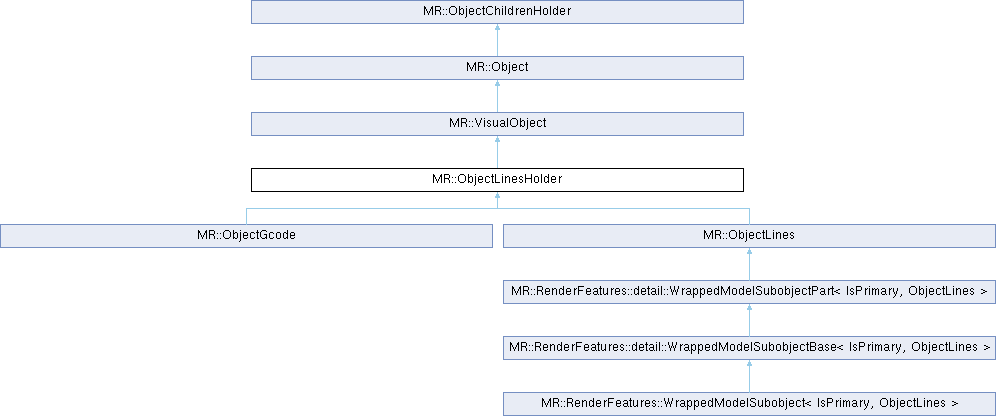 MR::ObjectChildrenHolder
MR::Object
MR::VisualObject
MR::ObjectLinesHolder
MR::ObjectGcode
MR::ObjectLines
MR::RenderFeatures::detail::WrappedModelSubobjectPart< IsPrimary, ObjectLines >
MR::RenderFeatures::detail::WrappedModelSubobjectBase< IsPrimary, ObjectLines >
MR::RenderFeatures::WrappedModelSubobject< IsPrimary, ObjectLines >